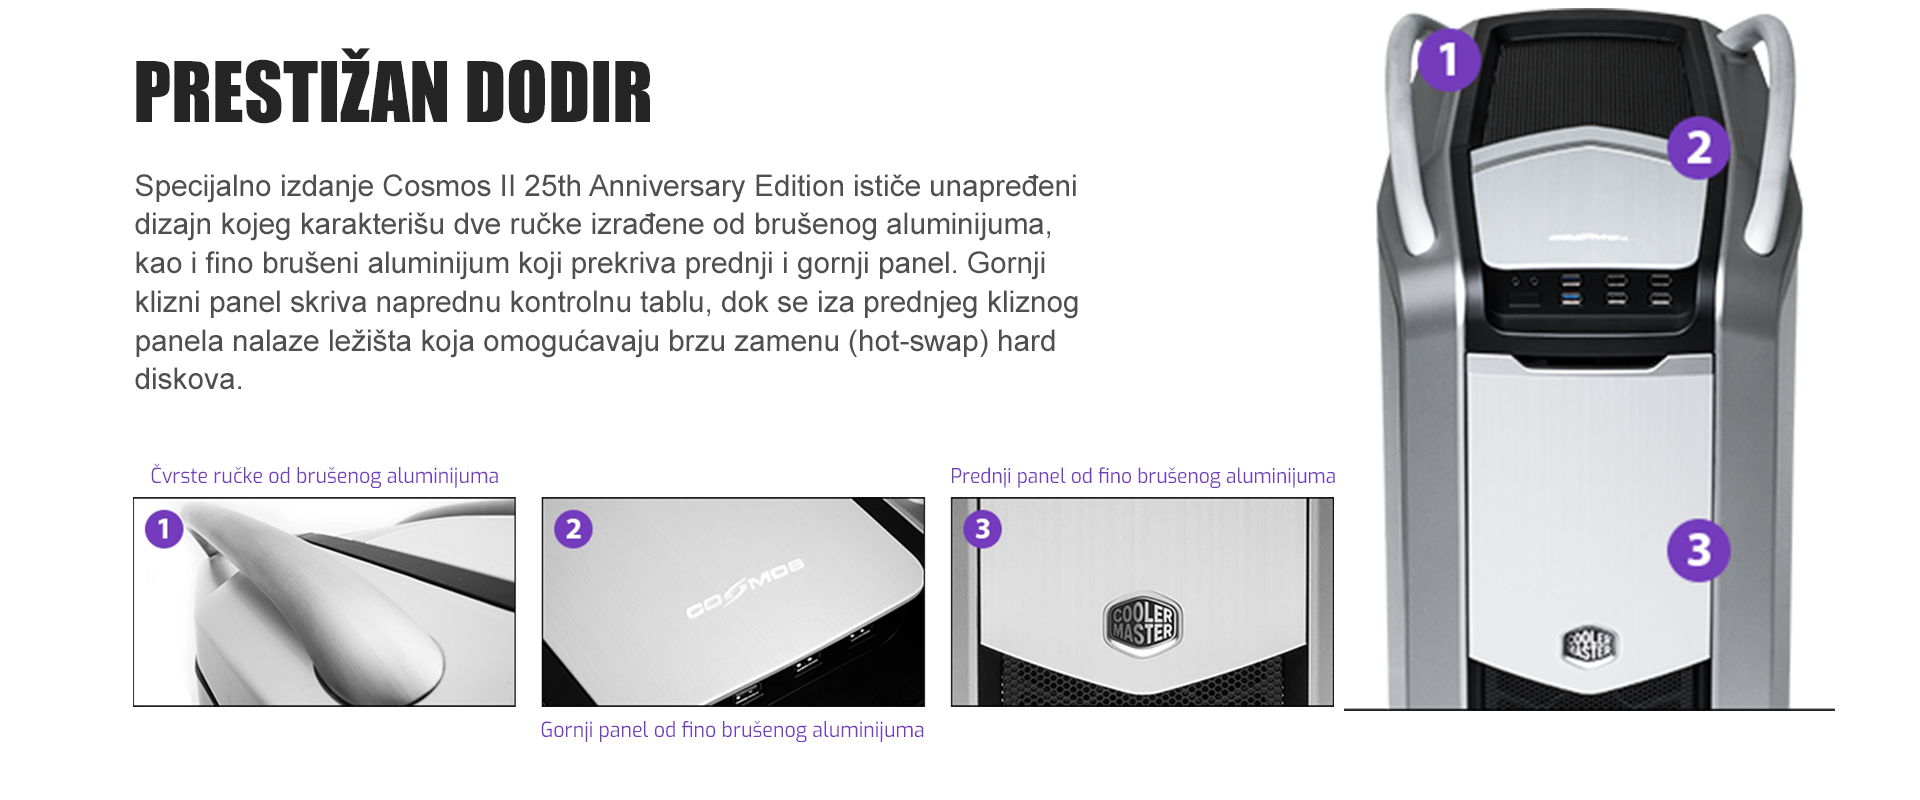 PRESTIŽAN DODIR
Specijalno izdanje Cosmos II 25th Anniversary Edition ističe unapređeni
dizajn kojeg karakterišu dve ručke izrađene od brušenog aluminijuma,
kao i fino brušeni aluminijum koji prekriva prednji i gornji panel. Gornji
klizni panel skriva naprednu kontrolnu tablu, dok se iza prednjeg kliznog
panela nalaze ležišta koja omogućavaju brzu zamenu (hot-swap) hard
diskova.
Čvrste ručke od brušenog aluminijuma
1
2
COSMOS
Gornji panel od fino brušenog aluminijuma
Prednji panel od fino brušenog aluminijuma
3
COOLER
MASTER
1
2
COSMOS
3
COOLER
MASTER